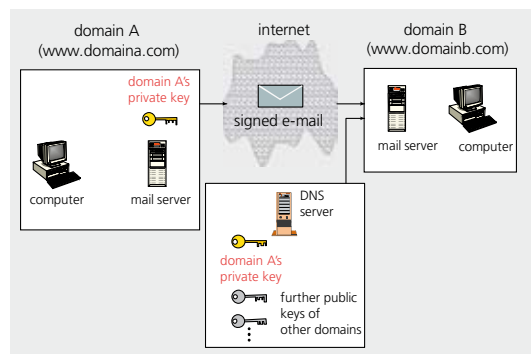 domain A
(www.domaina.com)
internet
domain B
(www.domainb.com)
domain A's
private key
signed e-mail
computer
mail server
mail server
computer
DNS
server
domain A's
private key
further public
keys of
other domains